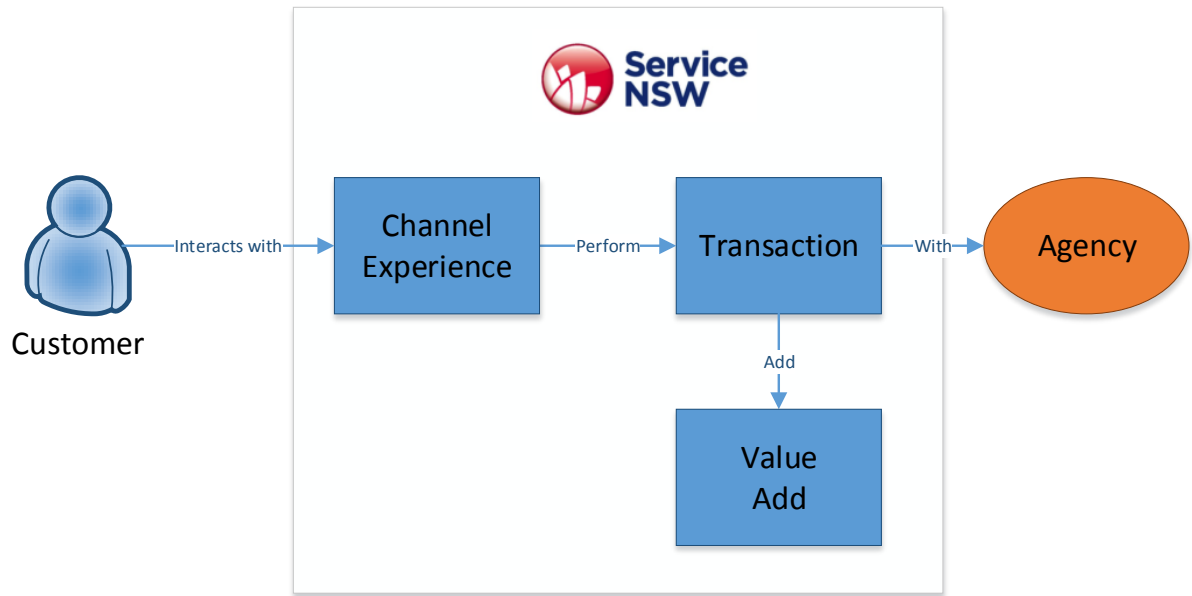 Service
NSW
Customer
Interacts with
Channel
Experience
Perform
Transaction
With
Agency
Add
Value
Add